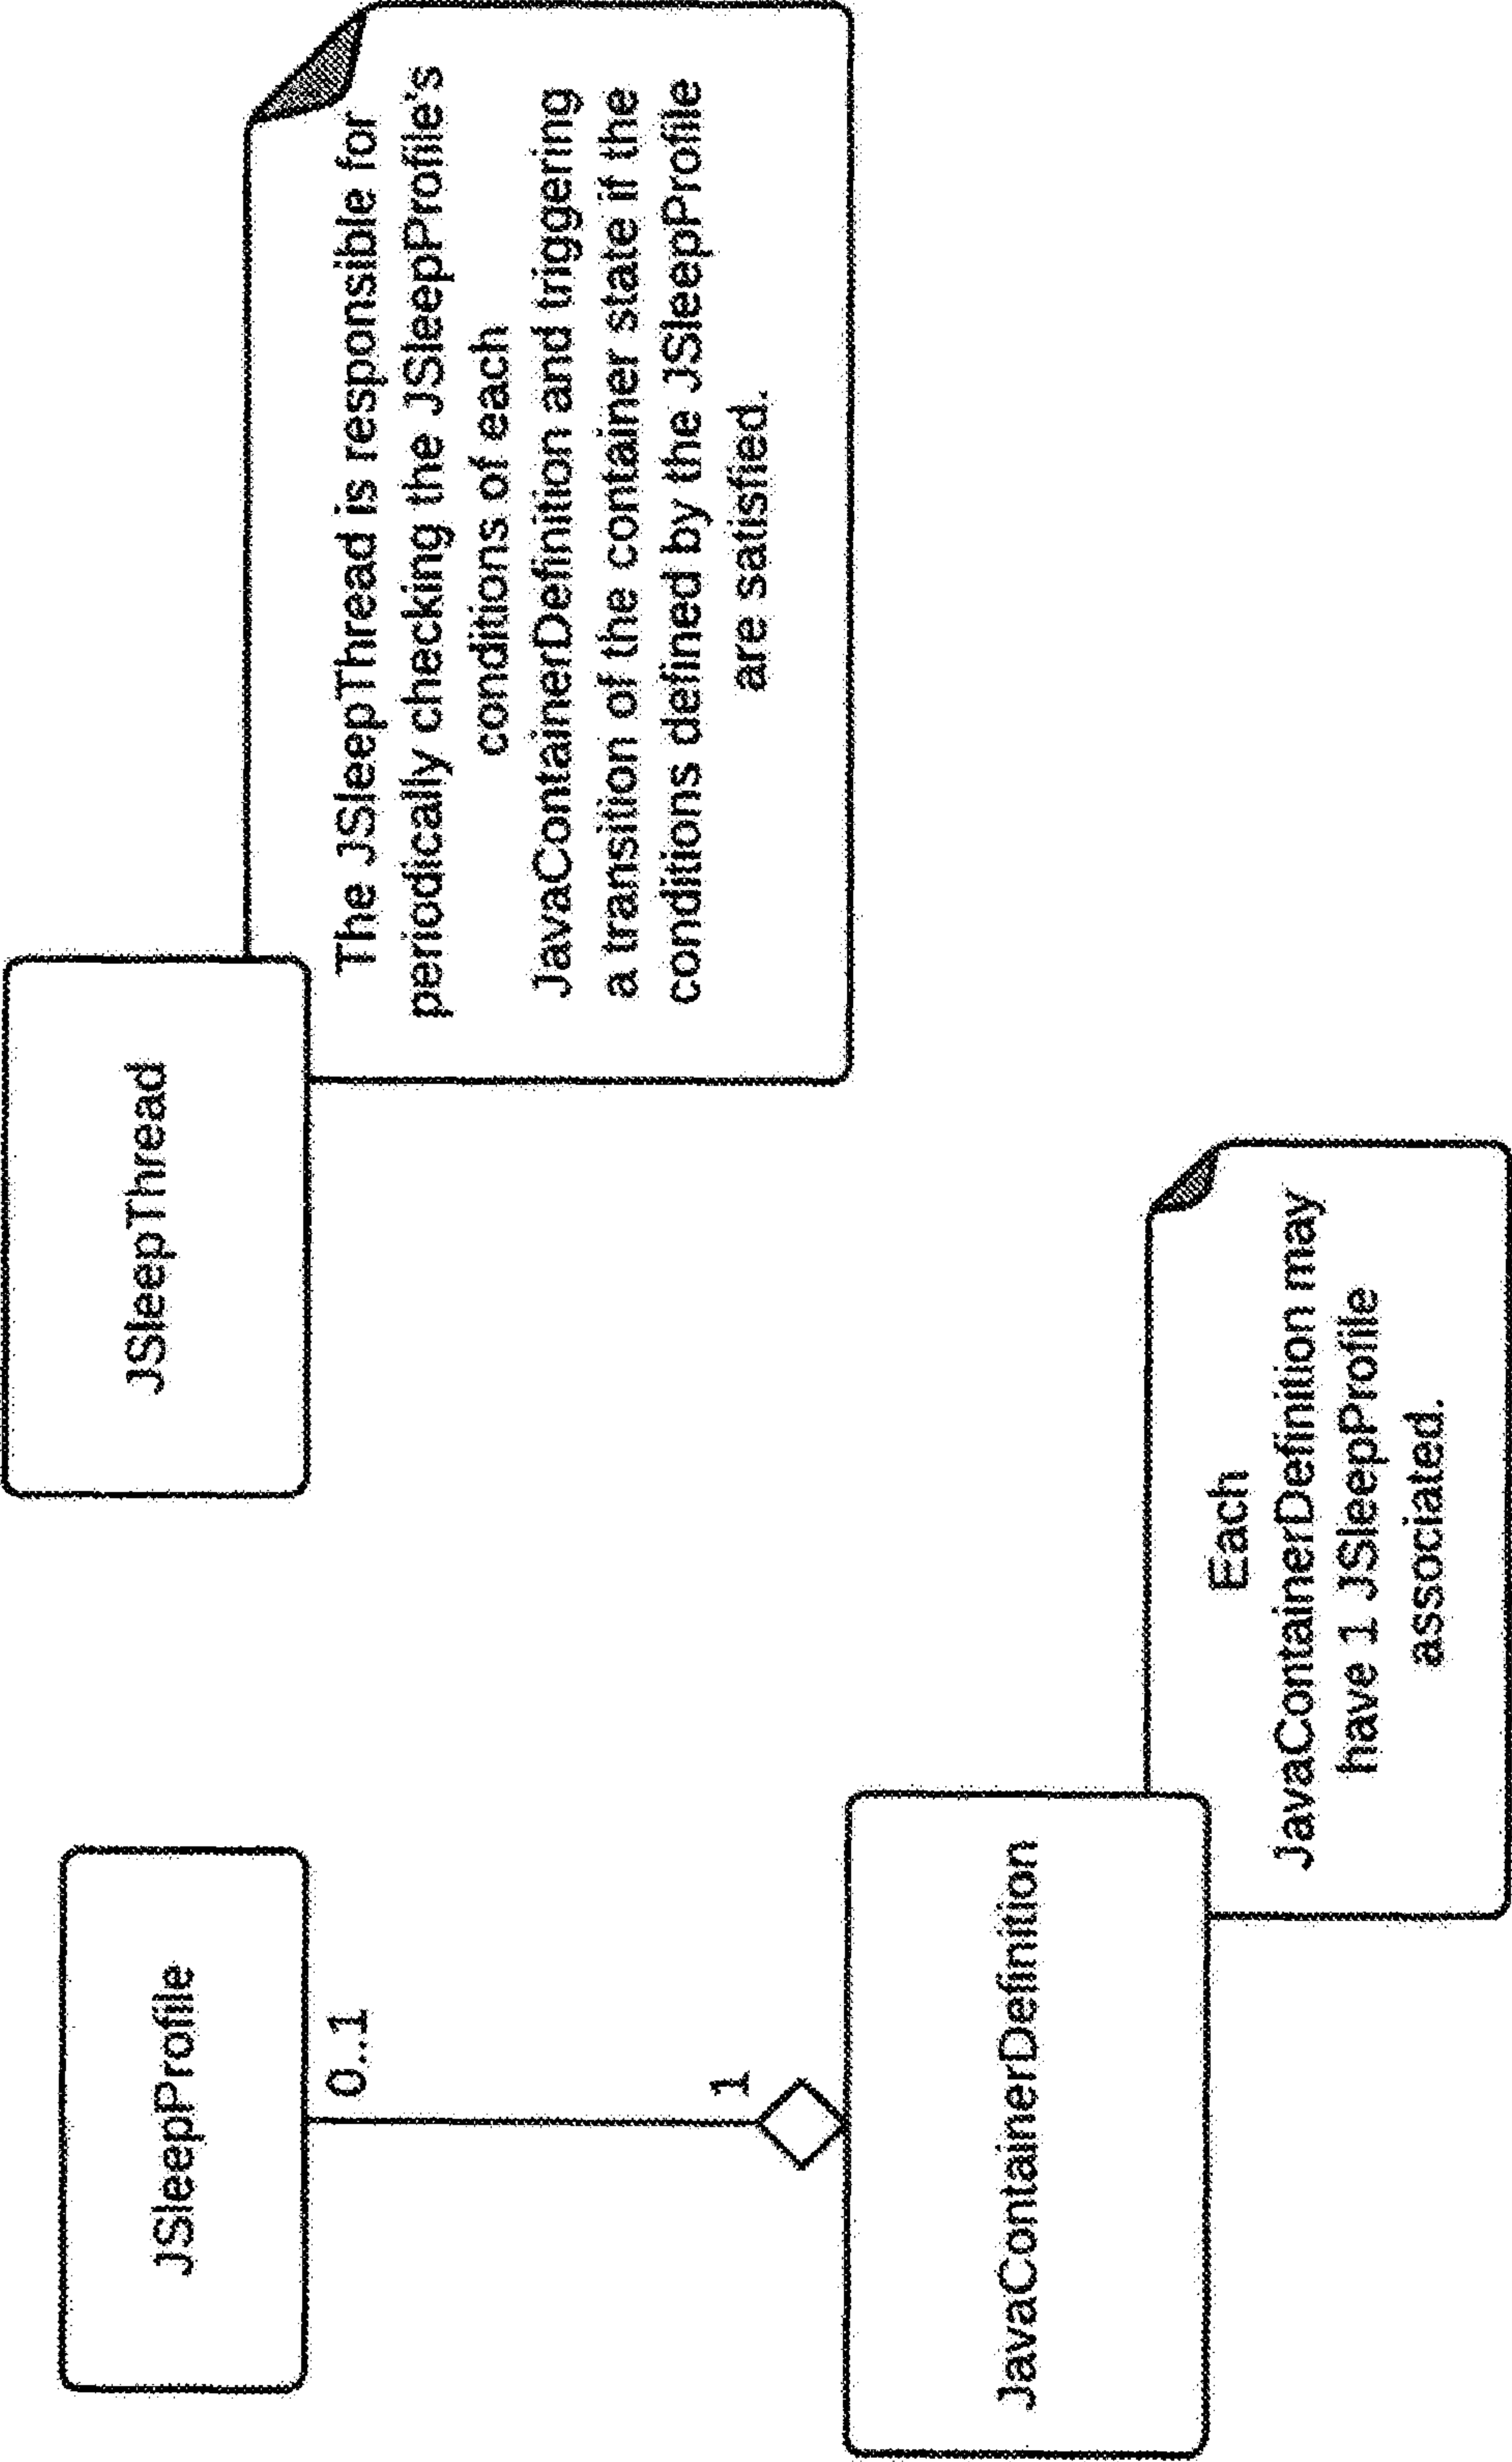 JSleepProfile
0..1
1
JavaContainerDefinition
Each
JavaContainerDefinition may
have 1 JSleepProfile
associated.
JSleepThread
The JSleepThread is responsible for
periodically checking the JSleepProfile's
conditions of each
JavaContainerDefinition and triggering
a transition of the container state if the
conditions defined by the JSleepProfile
are satisfied.